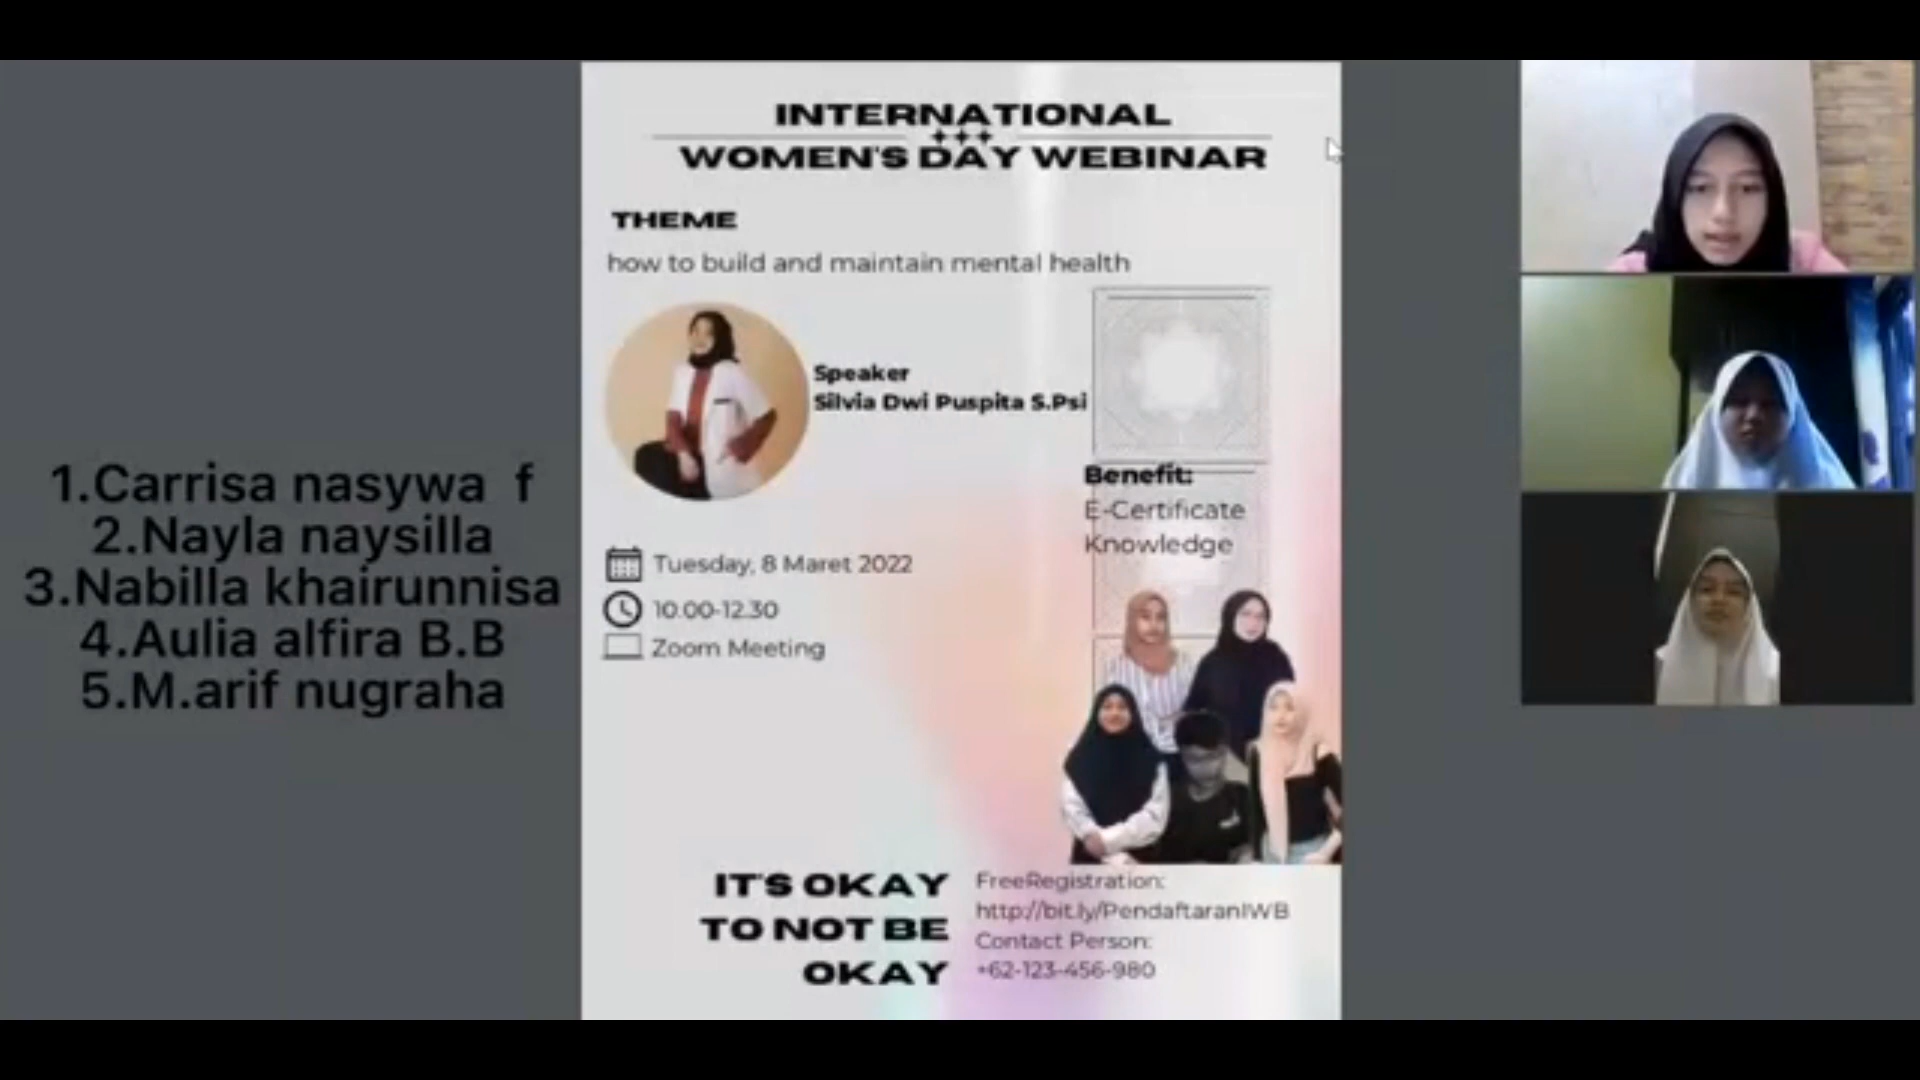 1.Carrisa nasywa f
2.Nayla naysilla
3.Nabilla khairunnisa
4.Aulia alfira B.B
5.M.arif nugraha
INTERNATIONAL
WOMEN'S DAY WEBINAR
THEME
how to build and maintain mental health
Speaker
Silvia Dwi Puspita S.Psi
Benefit:
E-Certificate
Knowledge
Tuesday, 8 Maret 2022
10.00-12.30
Zoom Meeting
IT'S OKAY
TO NOT BE
OKAY
FreeRegistration:
http://bit.ly/PendaftaranIWB
Contact Person:
+62-123-456-980